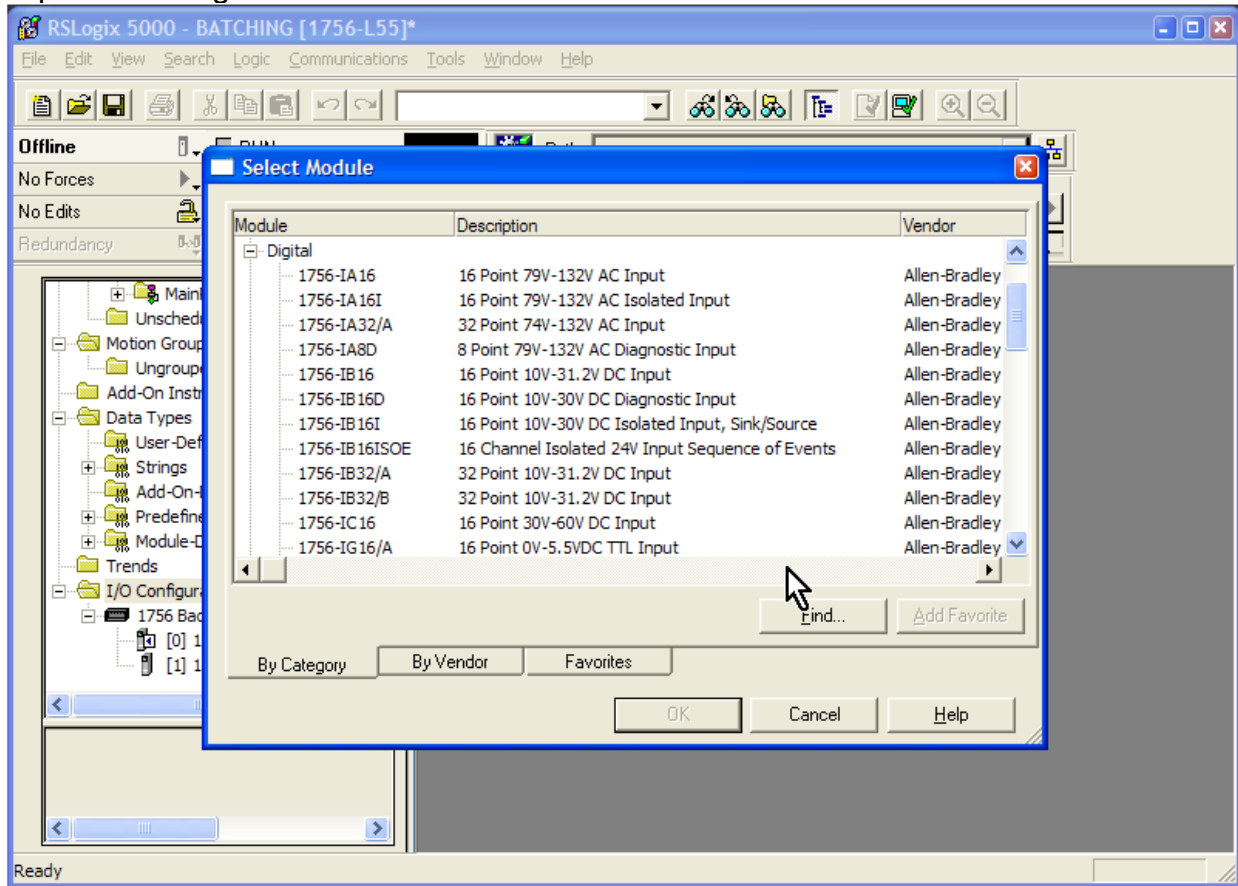 RSLogix 5000 - BATCHING [1756-L55]*
File Edit View Search Logic Communications Tools Window Help
Offline
No Forces
No Edits
Redundancy
Select Module
Module Description Vendor
Digital
1756-IA16 16 Point 79V-132V AC Input Allen-Bradley
1756-IA16I 16 Point 79V-132V AC Isolated Input Allen-Bradley
1756-IA32/A 32 Point 74V-132V AC Input Allen-Bradley
1756-IA8D 8 Point 79V-132V AC Diagnostic Input Allen-Bradley
1756-IB16 16 Point 10V-31.2V DC Input Allen-Bradley
1756-IB16D 16 Point 10V-30V DC Diagnostic Input Allen-Bradley
1756-IB16I 16 Point 10V-30V DC Isolated Input, Sink/Source Allen-Bradley
1756-IB16ISOE 16 Channel Isolated 24V Input Sequence of Events Allen-Bradley
1756-IB32/A 32 Point 10V-31.2V DC Input Allen-Bradley
1756-IB32/B 32 Point 10V-31.2V DC Input Allen-Bradley
1756-IC16 16 Point 30V-60V DC Input Allen-Bradley
1756-IG16/A 16 Point 0V-5.5VDC TTL Input Allen-Bradley
Find... Add Favorite
By Category By Vendor Favorites
OK Cancel Help
Main
Unsched
Motion Group
Ungroup
Add-On Instr
Data Types
User-Def
Strings
Add-On-
Predefine
Module-D
Trends
I/O Configur
1756 Bac
[0] 1
[1] 1
Ready